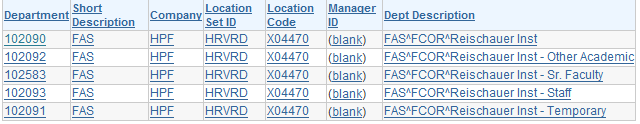 Department Short Description Company Location Set ID Location Code Manager ID Dept Description
102090 FAS HPF HRVRD X04470 (blank) FAS^FCOR^Reischauer Inst
102092 FAS HPF HRVRD X04470 (blank) FAS^FCOR^Reischauer Inst - Other Academic
102583 FAS HPF HRVRD X04470 (blank) FAS^FCOR^Reischauer Inst - Sr. Faculty
102093 FAS HPF HRVRD X04470 (blank) FAS^FCOR^Reischauer Inst - Staff
102091 FAS HPF HRVRD X04470 (blank) FAS^FCOR^Reischauer Inst - Temporary